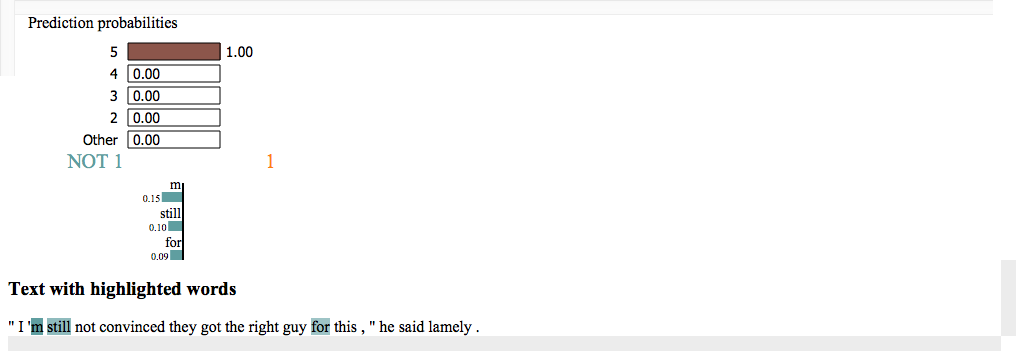 Prediction probabilities
5 1.00
4 0.00
3 0.00
2 0.00
Other 0.00
NOT 1 1
m
0.15
still
0.10
for
0.09
Text with highlighted words
" I 'm still not convinced they got the right guy for this , " he said lamely .